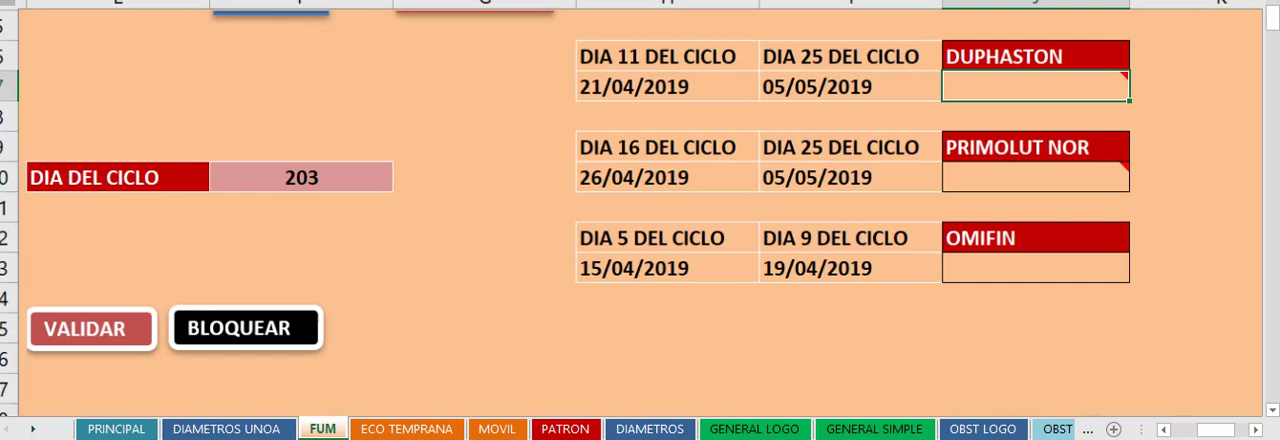 DIA 11 DEL CICLO DIA 25 DEL CICLO DUPHASTON
21/04/2019 05/05/2019
DIA 16 DEL CICLO DIA 25 DEL CICLO PRIMOLUT NOR
DIA DEL CICLO 203 26/04/2019 05/05/2019
DIA 5 DEL CICLO DIA 9 DEL CICLO OMIFIN
15/04/2019 19/04/2019
VALIDAR BLOQUEAR
PRINCIPAL DIAMETROS UNOA FUM ECO TEMPRANA MOVIL PATRON DIAMETROS GENERAL LOGO GENERAL SIMPLE OBST LOGO OBST ...